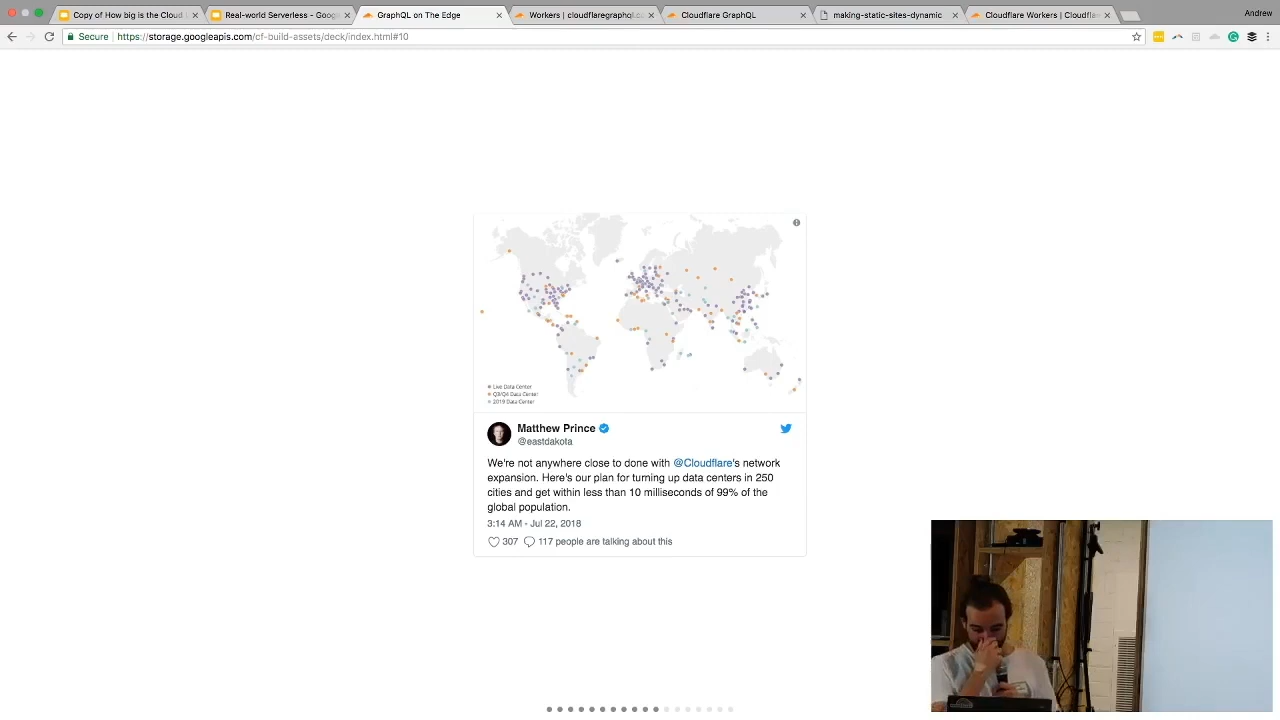 Copy of How big is the Cloud
Real-world Serverless - Goog
GraphQL on The Edge
Workers | cloudflaregraphql.c
Cloudflare GraphQL
making-static-sites-dynamic
Cloudflare Workers | Cloudfla
Andrew
Secure
https://storage.googleapis.com/cf-build-assets/deck/index.html#10
Live Data Center
Q3/Q4 Data Center
2019 Data Center
Matthew Prince
@eastdakota
We're not anywhere close to done with @Cloudflare's network
expansion. Here's our plan for turning up data centers in 250
cities and get within less than 10 milliseconds of 99% of the
global population.
3:14 AM - Jul 22, 2018
307 117 people are talking about this